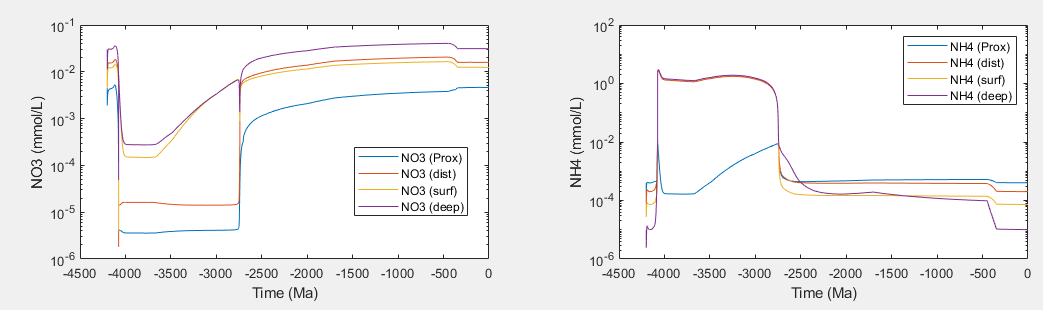 NO3 (mmol/L)
10^-1
10^-2
10^-3
10^-4
10^-5
10^-6
NO3 (Prox)
NO3 (dist)
NO3 (surf)
NO3 (deep)
-4500 -4000 -3500 -3000 -2500 -2000 -1500 -1000 -500 0
Time (Ma)
NH4 (mmol/L)
10^2
10^0
10^-2
10^-4
10^-6
NH4 (Prox)
NH4 (dist)
NH4 (surf)
NH4 (deep)
-4500 -4000 -3500 -3000 -2500 -2000 -1500 -1000 -500 0
Time (Ma)